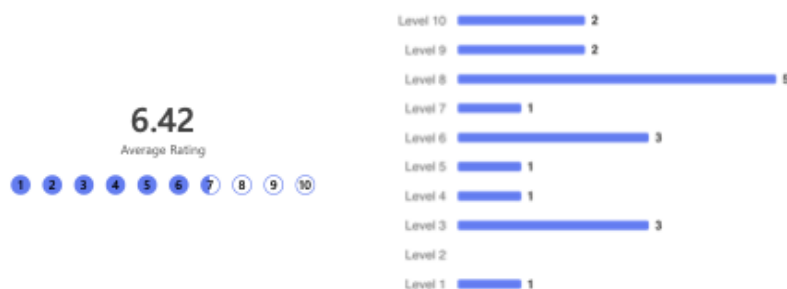 6.42
Average Rating
1 2 3 4 5 6 7 8 9 10
Level 10 2
Level 9 2
Level 8 5
Level 7 1
Level 6 3
Level 5 1
Level 4 1
Level 3 3
Level 2
Level 1 1